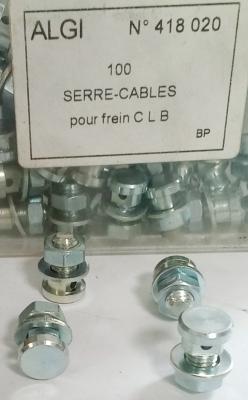 ALGI N° 418 020
100
SERRE-CABLES
pour frein C L B
BP